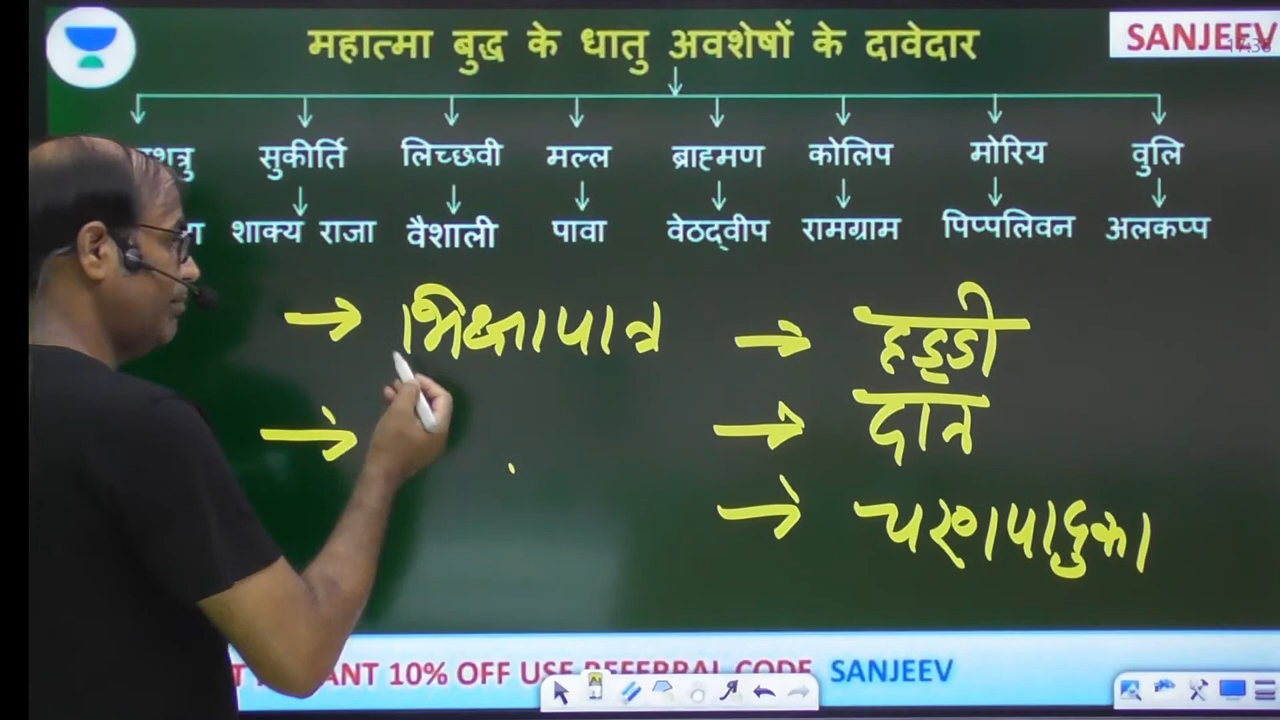 महात्मा बुद्ध के धातु अवशेषों के दावेदार
SANJEEV
सुकीर्ति लिच्छवी मल्ल ब्राह्मण कोलिप मोरिय वुलि
शाक्य राजा वैशाली पावा वेठद्वीप रामग्राम पिप्पलिवन अलकप्प
→ भिक्षापात्र → हड्डी
→ → दात
→ चरणपादुका
10% OFF USE REFERRAL CODE SANJEEV